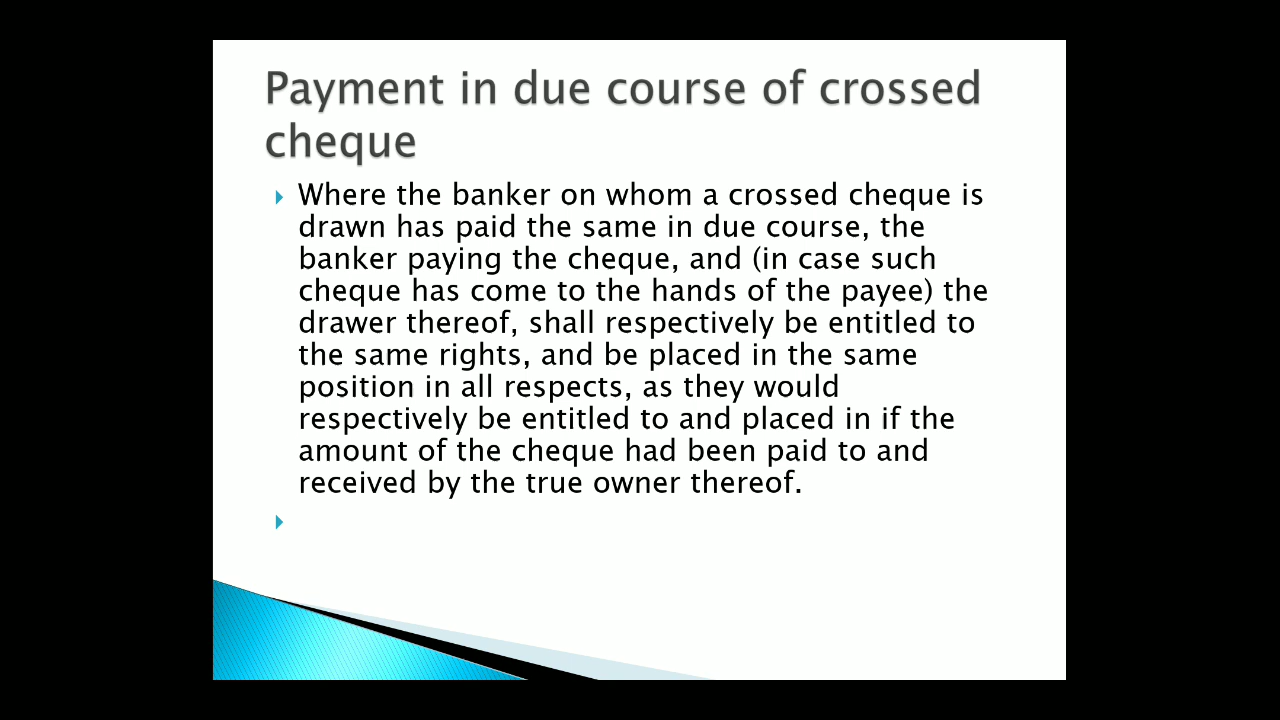 Payment in due course of crossed
cheque
Where the banker on whom a crossed cheque is
drawn has paid the same in due course, the
banker paying the cheque, and (in case such
cheque has come to the hands of the payee) the
drawer thereof, shall respectively be entitled to
the same rights, and be placed in the same
position in all respects, as they would
respectively be entitled to and placed in if the
amount of the cheque had been paid to and
received by the true owner thereof.